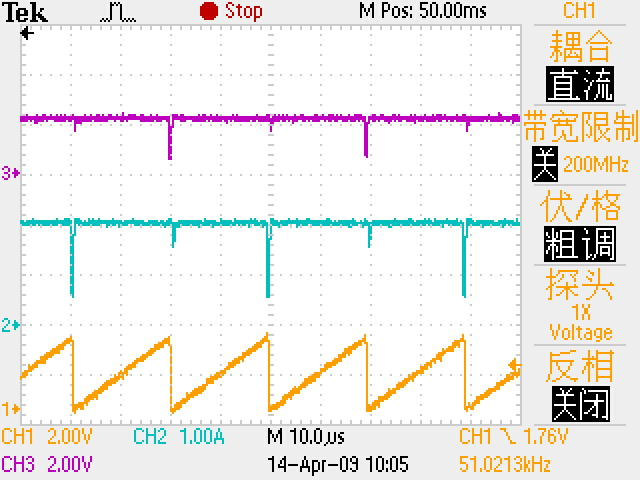 Tek Stop M Pos: 50.00ms CH1
耦合
直流
带宽限制
关 200MHz
伏/格
粗调
探头
1X
Voltage
反相
关闭
3
2
1
CH1 2.00V CH2 1.00A M 10.0µs CH1 1.76V
CH3 2.00V 14-Apr-09 10:05 51.0213kHz